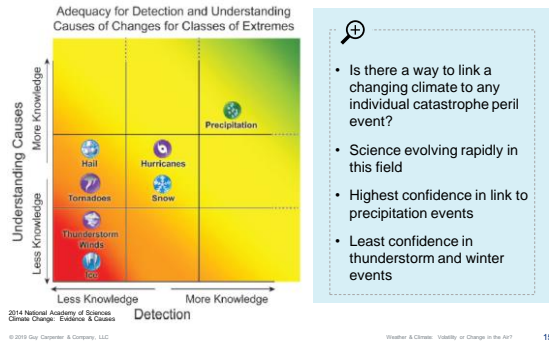 Adequacy for Detection and Understanding
Causes of Changes for Classes of Extremes
Understanding Causes
More Knowledge
Less Knowledge
Precipitation
Hail
Hurricanes
Tornadoes
Snow
Thunderstorm
Winds
Ice
Less Knowledge
More Knowledge
Detection
2014 National Academy of Sciences
Climate Change: Evidence & Causes
• Is there a way to link a
changing climate to any
individual catastrophe peril
event?
• Science evolving rapidly in
this field
• Highest confidence in link to
precipitation events
• Least confidence in
thunderstorm and winter
events
© 2019 Guy Carpenter & Company, LLC
Weather & Climate: Volatility or Change in the Air?